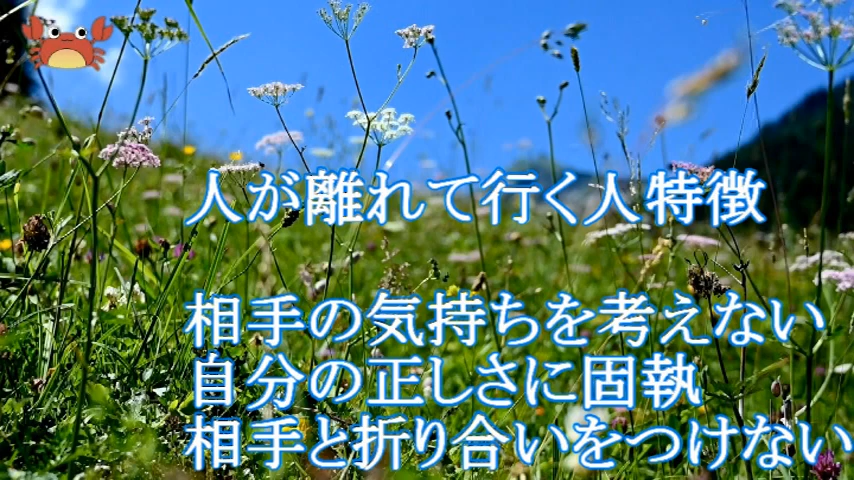 人が離れて行く人特徴
相手の気持ちを考えない
自分の正しさに固執
相手と折り合いをつけない